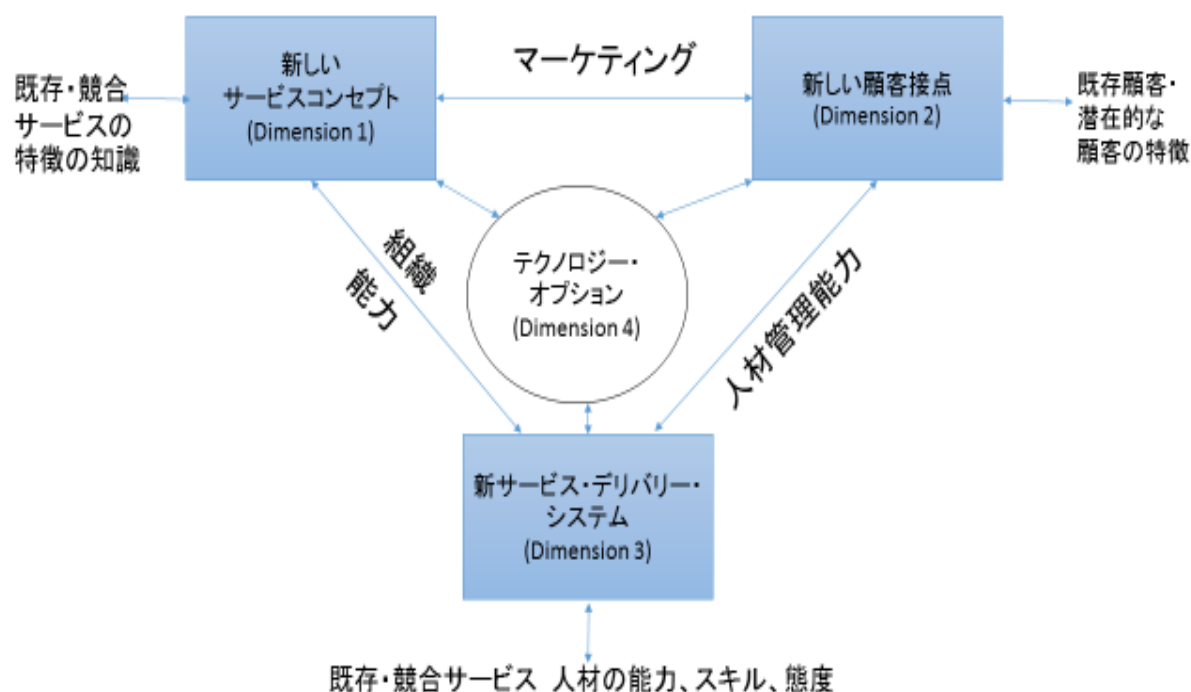 新しい
サービスコンセプト
(Dimension 1)
マーケティング
新しい顧客接点
(Dimension 2)
既存・競合
サービスの
特徴の知識
既存顧客・
潜在的な
顧客の特徴
組織
能力
テクノロジー・
オプション
(Dimension 4)
人材管理能力
新サービス・デリバリー・
システム
(Dimension 3)
既存・競合サービス 人材の能力、スキル、態度